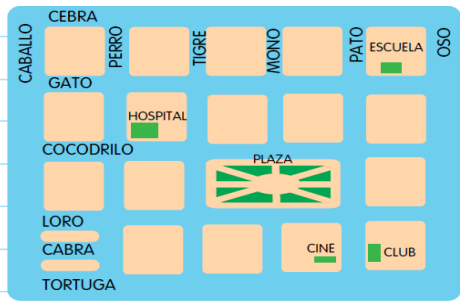 CEBRA
CABALLO
PERRO
TIGRE
MONO
PATO
OSO
ESCUELA
GATO
HOSPITAL
COCODRILO
PLAZA
LORO
CABRA
CINE
CLUB
TORTUGA